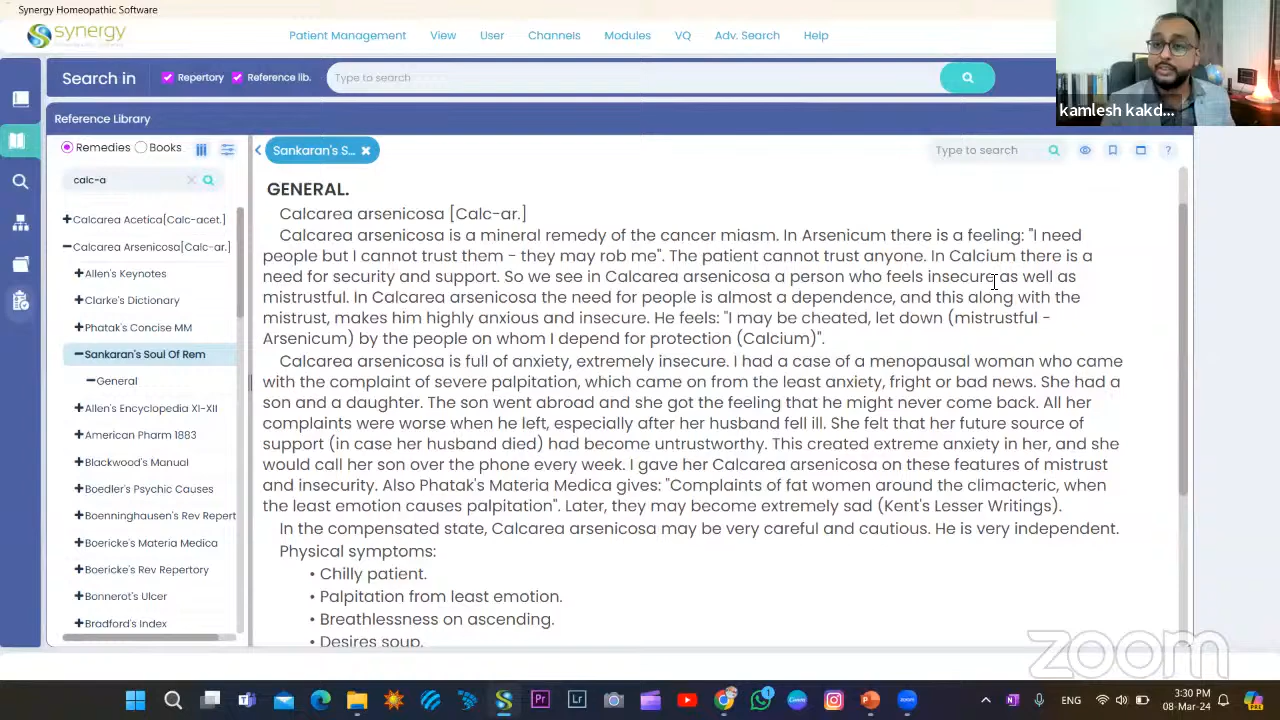 Synergy Homeopathic Software
synergy
Patient Management View User Channels Modules VQ Adv. Search Help
Search in Repertory Reference lib. Type to search
kamlesh kakd...
Reference Library
Remedies Books
Sankaran's S... Type to search
calc-a
Calcarea Acetica[Calc-acet.]
Calcarea Arsenicosa[Calc-ar.]
Allen's Keynotes
Clarke's Dictionary
Phatak's Concise MM
Sankaran's Soul Of Rem
General
Allen's Encyclopedia XI-XII
American Pharm 1883
Blackwood's Manual
Boedler's Psychic Causes
Boenninghausen's Rev Repert
Boericke's Materia Medica
Boericke's Rev Repertory
Bonnerot's Ulcer
Bradford's Index
GENERAL.
Calcarea arsenicosa [Calc-ar.]
Calcarea arsenicosa is a mineral remedy of the cancer miasm. In Arsenicum there is a feeling: "I need
people but I cannot trust them - they may rob me". The patient cannot trust anyone. In Calcium there is a
need for security and support. So we see in Calcarea arsenicosa a person who feels insecure as well as
mistrustful. In Calcarea arsenicosa the need for people is almost a dependence, and this along with the
mistrust, makes him highly anxious and insecure. He feels: "I may be cheated, let down (mistrustful -
Arsenicum) by the people on whom I depend for protection (Calcium)".
Calcarea arsenicosa is full of anxiety, extremely insecure. I had a case of a menopausal woman who came
with the complaint of severe palpitation, which came on from the least anxiety, fright or bad news. She had a
son and a daughter. The son went abroad and she got the feeling that he might never come back. All her
complaints were worse when he left, especially after her husband fell ill. She felt that her future source of
support (in case her husband died) had become untrustworthy. This created extreme anxiety in her, and she
would call her son over the phone every week. I gave her Calcarea arsenicosa on these features of mistrust
and insecurity. Also Phatak's Materia Medica gives: "Complaints of fat women around the climacteric, when
the least emotion causes palpitation". Later, they may become extremely sad (Kent's Lesser Writings).
In the compensated state, Calcarea arsenicosa may be very careful and cautious. He is very independent.
Physical symptoms:
• Chilly patient.
• Palpitation from least emotion.
• Breathlessness on ascending.
• Desires soup.
zoom
ENG 3:30 PM
08-Mar-24